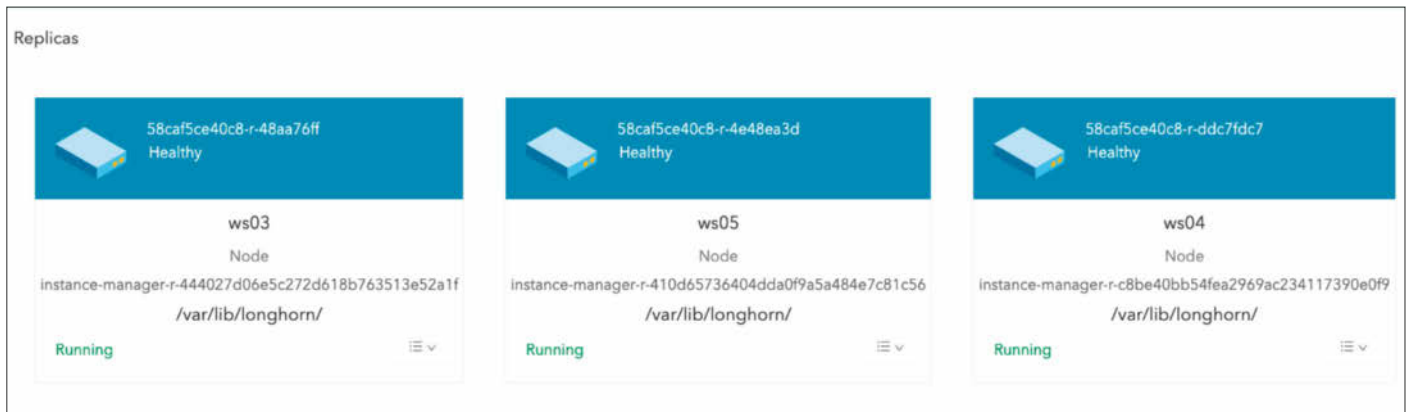 Replicas
58caf5ce40c8-r-48aa76ff
Healthy
ws03
Node
instance-manager-r-444027d06e5c272d618b763513e52a1f
/var/lib/longhorn/
Running
58caf5ce40c8-r-4e48ea3d
Healthy
ws05
Node
instance-manager-r-410d65736404dda0f9a5a484e7c81c56
/var/lib/longhorn/
Running
58caf5ce40c8-r-ddc7fdc7
Healthy
ws04
Node
instance-manager-r-c8be40bb54fea2969ac234117390e0f9
/var/lib/longhorn/
Running